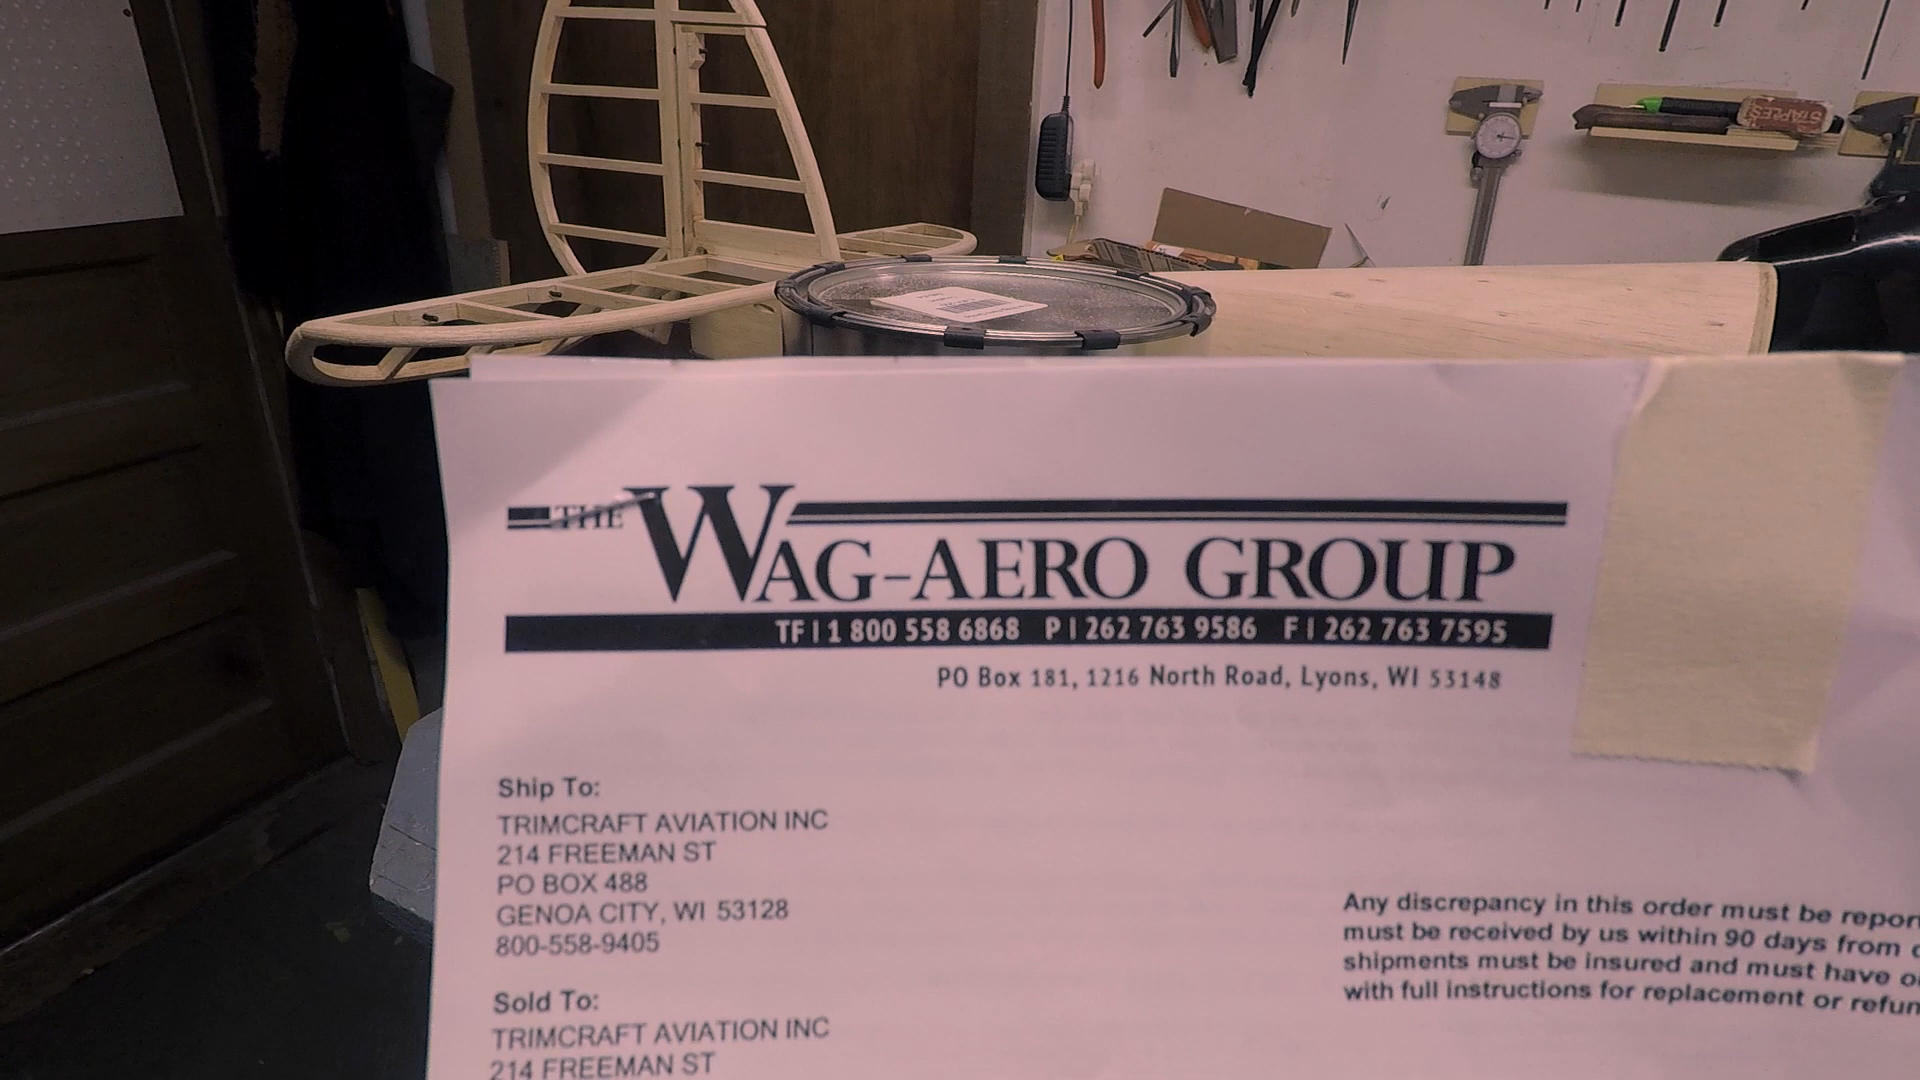 STAPLES
THE WAG-AERO GROUP
TF | 1 800 558 6868 P | 262 763 9586 F | 262 763 7595
PO Box 181, 1216 North Road, Lyons, WI 53148
Ship To:
TRIMCRAFT AVIATION INC
214 FREEMAN ST
PO BOX 488
GENOA CITY, WI 53128
800-558-9405
Any discrepancy in this order must be repor
must be received by us within 90 days from
shipments must be insured and must have
with full instructions for replacement or refun
Sold To:
TRIMCRAFT AVIATION INC
214 FREEMAN ST